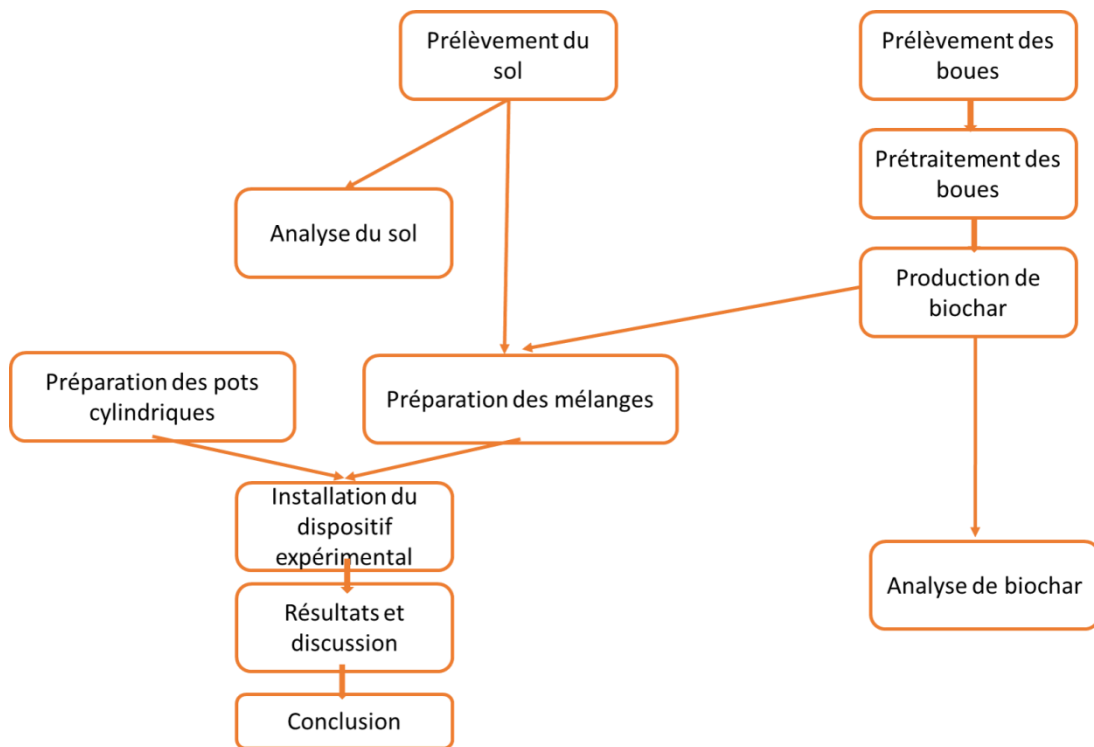 Prélèvement du
sol
Prélèvement des
boues
Prétraitement des
boues
Analyse du sol
Production de
biochar
Préparation des pots
cylindriques
Préparation des mélanges
Installation du
dispositif
expérimental
Analyse de biochar
Résultats et
discussion
Conclusion